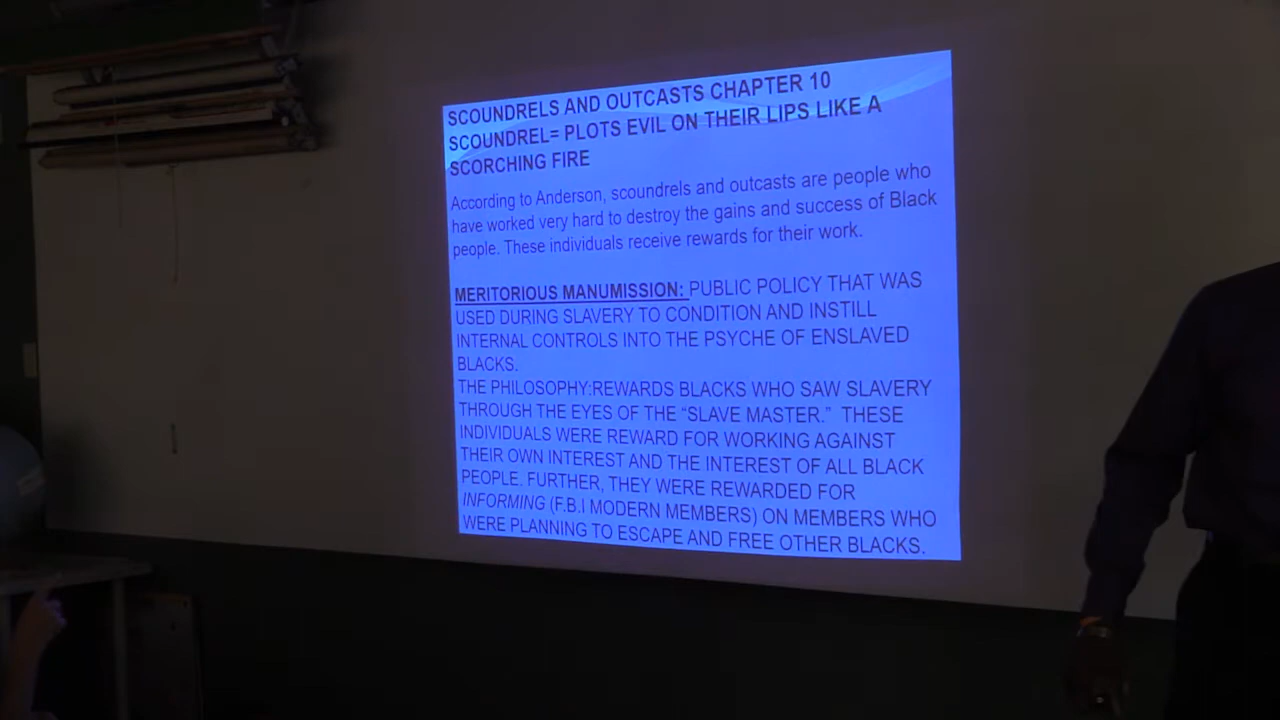 SCOUNDRELS AND OUTCASTS CHAPTER 10
SCOUNDREL= PLOTS EVIL ON THEIR LIPS LIKE A
SCORCHING FIRE
According to Anderson, scoundrels and outcasts are people who
have worked very hard to destroy the gains and success of Black
people. These individuals receive rewards for their work.
MERITORIOUS MANUMISSION: PUBLIC POLICY THAT WAS
USED DURING SLAVERY TO CONDITION AND INSTILL
INTERNAL CONTROLS INTO THE PSYCHE OF ENSLAVED
BLACKS.
THE PHILOSOPHY:REWARDS BLACKS WHO SAW SLAVERY
THROUGH THE EYES OF THE “SLAVE MASTER.” THESE
INDIVIDUALS WERE REWARD FOR WORKING AGAINST
THEIR OWN INTEREST AND THE INTEREST OF ALL BLACK
PEOPLE. FURTHER, THEY WERE REWARDED FOR
INFORMING (F.B.I MODERN MEMBERS) ON MEMBERS WHO
WERE PLANNING TO ESCAPE AND FREE OTHER BLACKS.